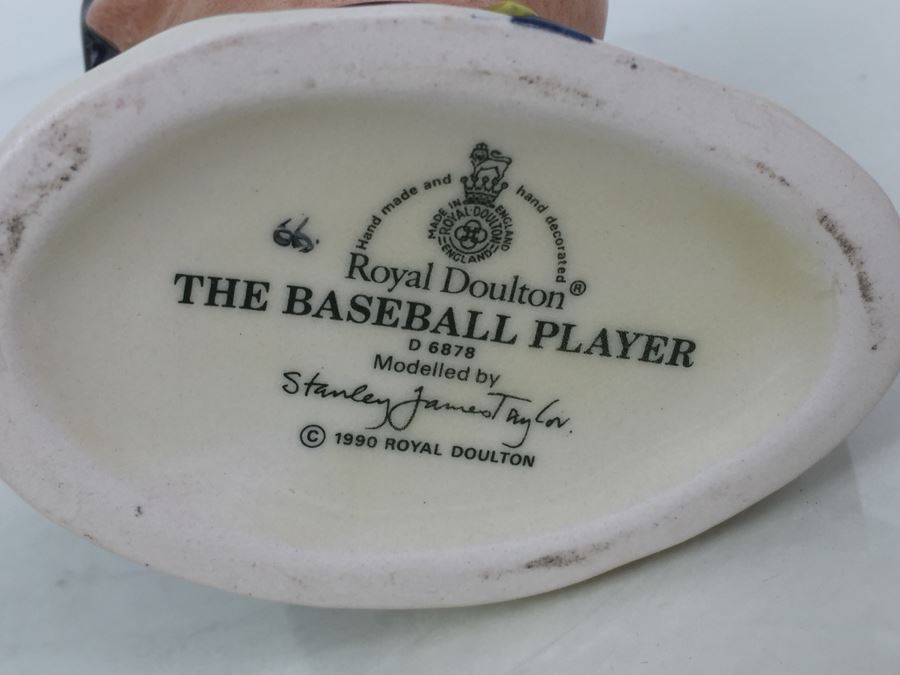 Hand made and hand decorated
MADE IN ENGLAND
ROYAL·DOULTON
ENGLAND
Royal Doulton®
THE BASEBALL PLAYER
D 6878
Modelled by
Stanley James Taylor.
© 1990 ROYAL DOULTON